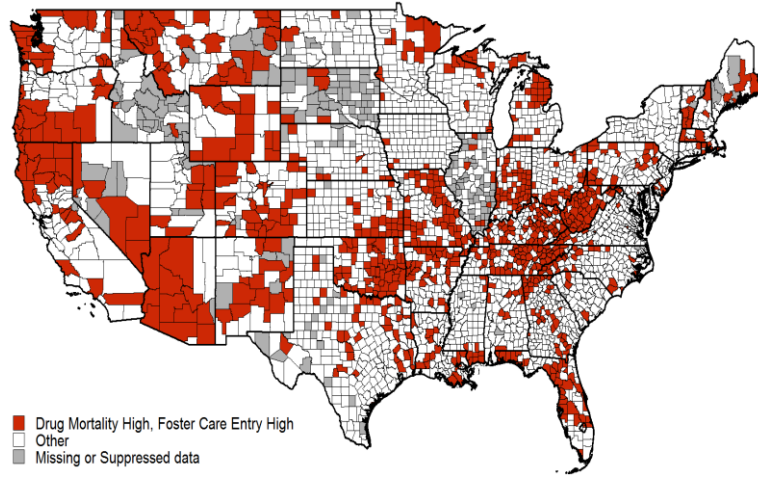 Drug Mortality High, Foster Care Entry High
Other
Missing or Suppressed data